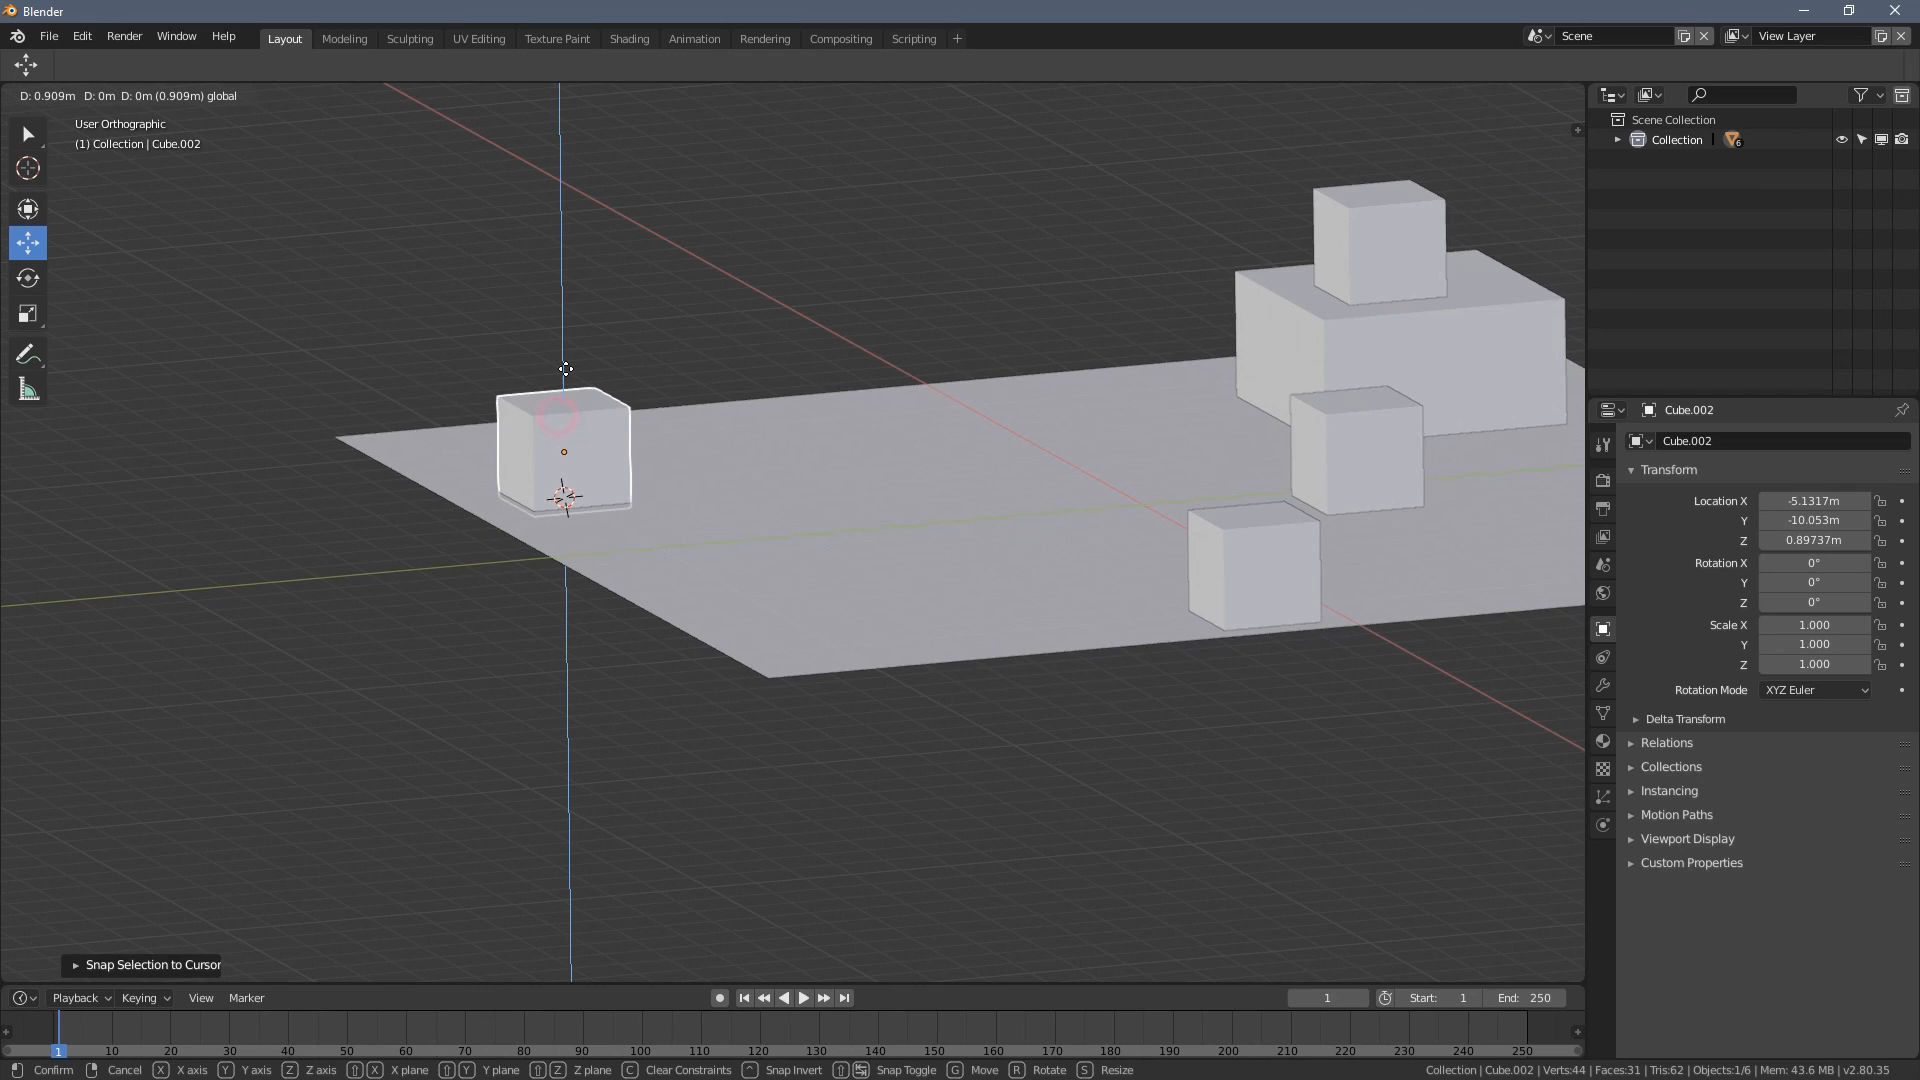 Blender
File Edit Render Window Help Layout Modeling Sculpting UV Editing Texture Paint Shading Animation Rendering Compositing Scripting + Scene View Layer
D: 0.909m D: 0m D: 0m (0.909m) global
User Orthographic
(1) Collection | Cube.002
Scene Collection
Collection 6
Cube.002
Cube.002
Transform
Location X -5.1317m
Y -10.053m
Z 0.89737m
Rotation X 0°
Y 0°
Z 0°
Scale X 1.000
Y 1.000
Z 1.000
Rotation Mode XYZ Euler
Delta Transform
Relations
Collections
Instancing
Motion Paths
Viewport Display
Custom Properties
Snap Selection to Cursor
Playback Keying View Marker 1 Start: 1 End: 250
1 10 20 30 40 50 60 70 80 90 100 110 120 130 140 150 160 170 180 190 200 210 220 230 240 250
Confirm Cancel X X axis Y Y axis Z Z axis X X plane Y Y plane Z Z plane C Clear Constraints ^ Snap Invert Snap Toggle G Move R Rotate S Resize Collection | Cube.002 | Verts:44 | Faces:31 | Tris:62 | Objects:1/6 | Mem: 43.6 MB | v2.80.35